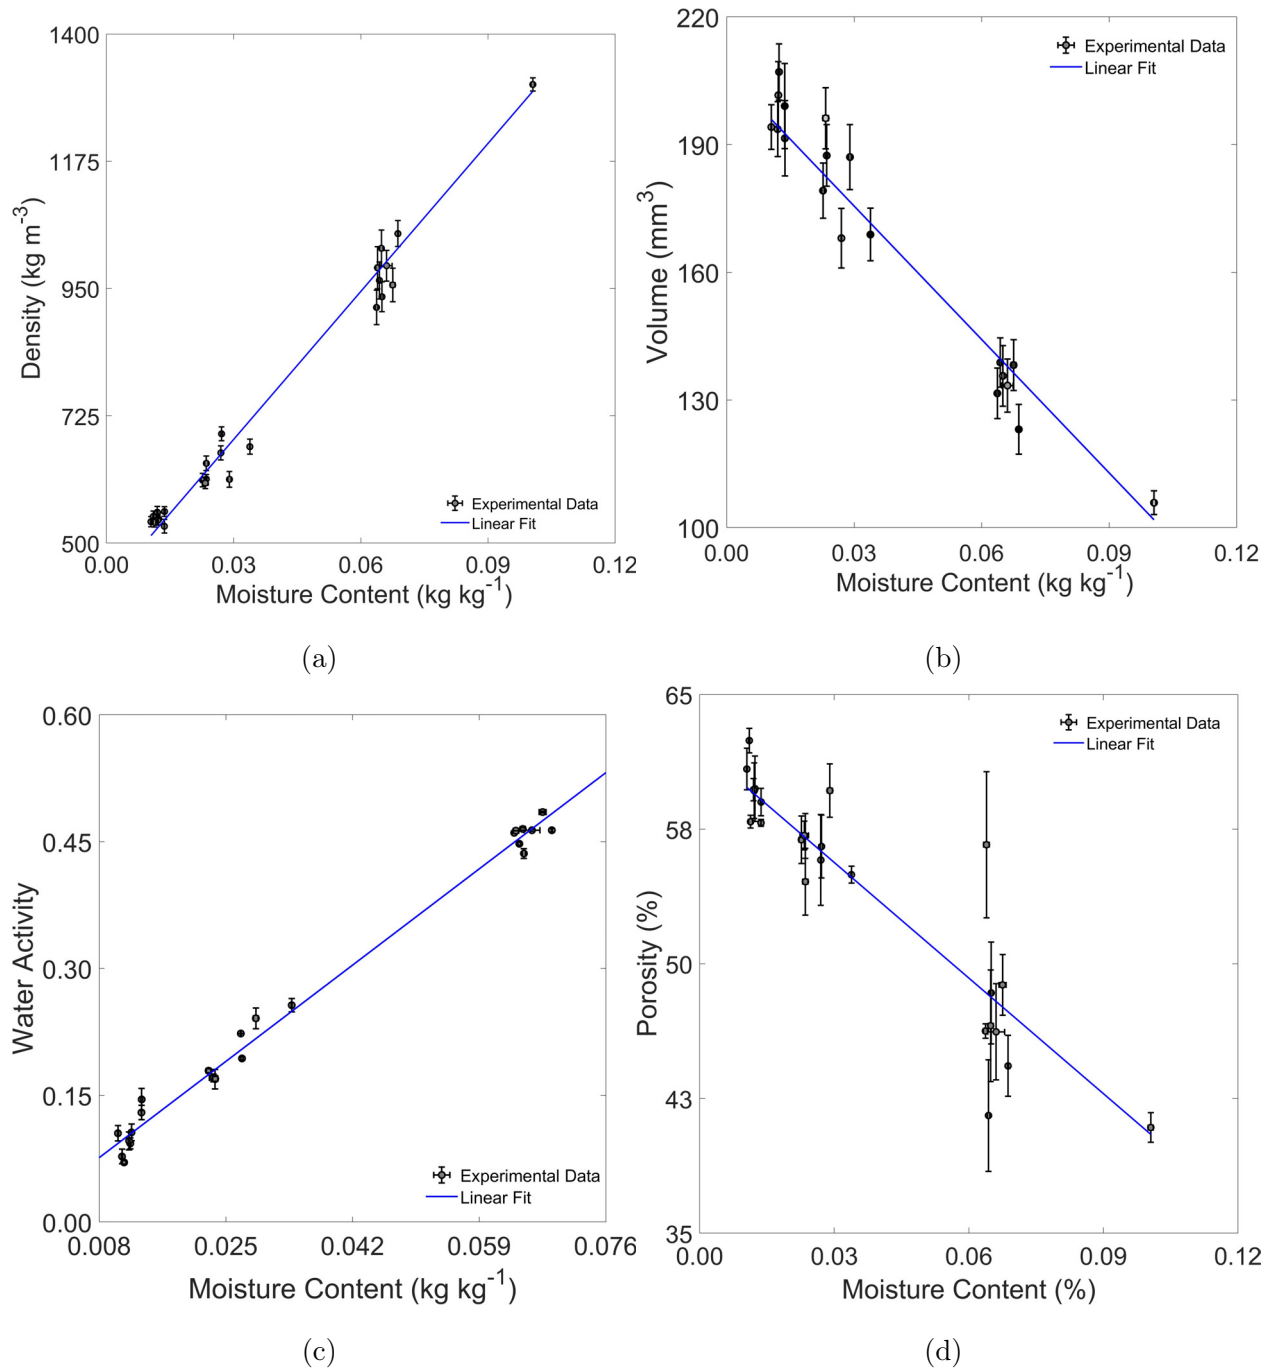 1400
1175
950
725
500
0.00 0.03 0.06 0.09 0.12
Density (kg m-3)
Moisture Content (kg kg-1)
Experimental Data
Linear Fit
(a)
220
190
160
130
100
0.00 0.03 0.06 0.09 0.12
Volume (mm3)
Moisture Content (kg kg-1)
Experimental Data
Linear Fit
(b)
0.60
0.45
0.30
0.15
0.00
0.008 0.025 0.042 0.059 0.076
Water Activity
Moisture Content (kg kg-1)
Experimental Data
Linear Fit
(c)
65
58
50
43
35
0.00 0.03 0.06 0.09 0.12
Porosity (%)
Moisture Content (%)
Experimental Data
Linear Fit
(d)